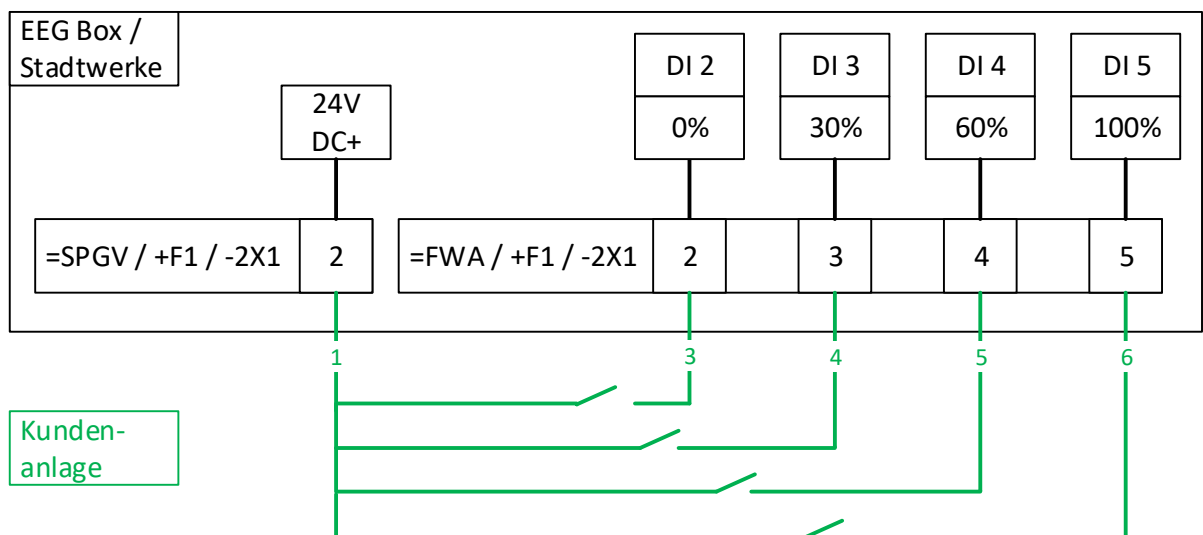 EEG Box /
Stadtwerke
24V
DC+
DI 2
DI 3
DI 4
DI 5
0%
30%
60%
100%
=SPGV / +F1 / -2X1
2
=FWA / +F1 / -2X1
2
3
4
5
1
3
4
5
6
Kunden-
anlage